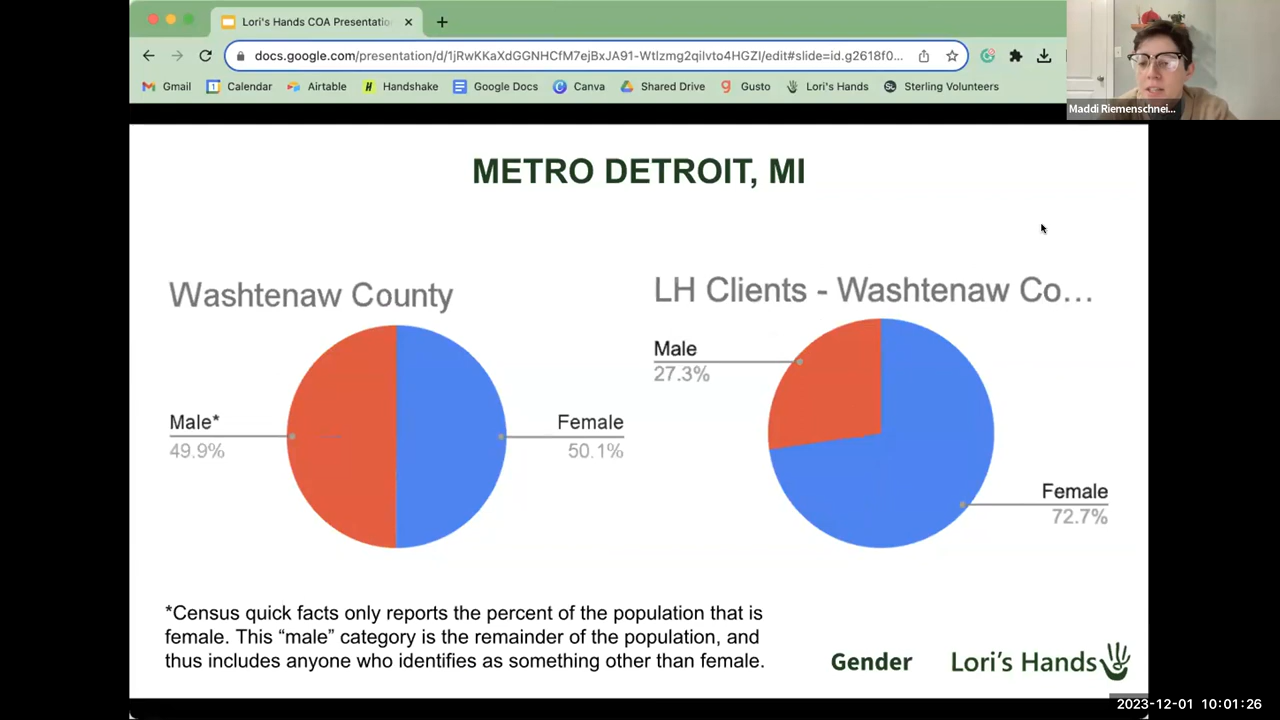 Lori's Hands COA Presentatio
docs.google.com/presentation/d/1jRwKKaXdGGNHCfM7ejBxJA91-WtIzmg2qiIvto4HGZI/edit#slide=id.g2618f0...
Gmail Calendar Airtable Handshake Google Docs Canva Shared Drive Gusto Lori's Hands Sterling Volunteers
Maddi Riemenschnei...
METRO DETROIT, MI
Washtenaw County
Male*
49.9%
Female
50.1%
LH Clients - Washtenaw Co...
Male
27.3%
Female
72.7%
*Census quick facts only reports the percent of the population that is
female. This “male” category is the remainder of the population, and
thus includes anyone who identifies as something other than female.
Gender
Lori's Hands
2023-12-01 10:01:26